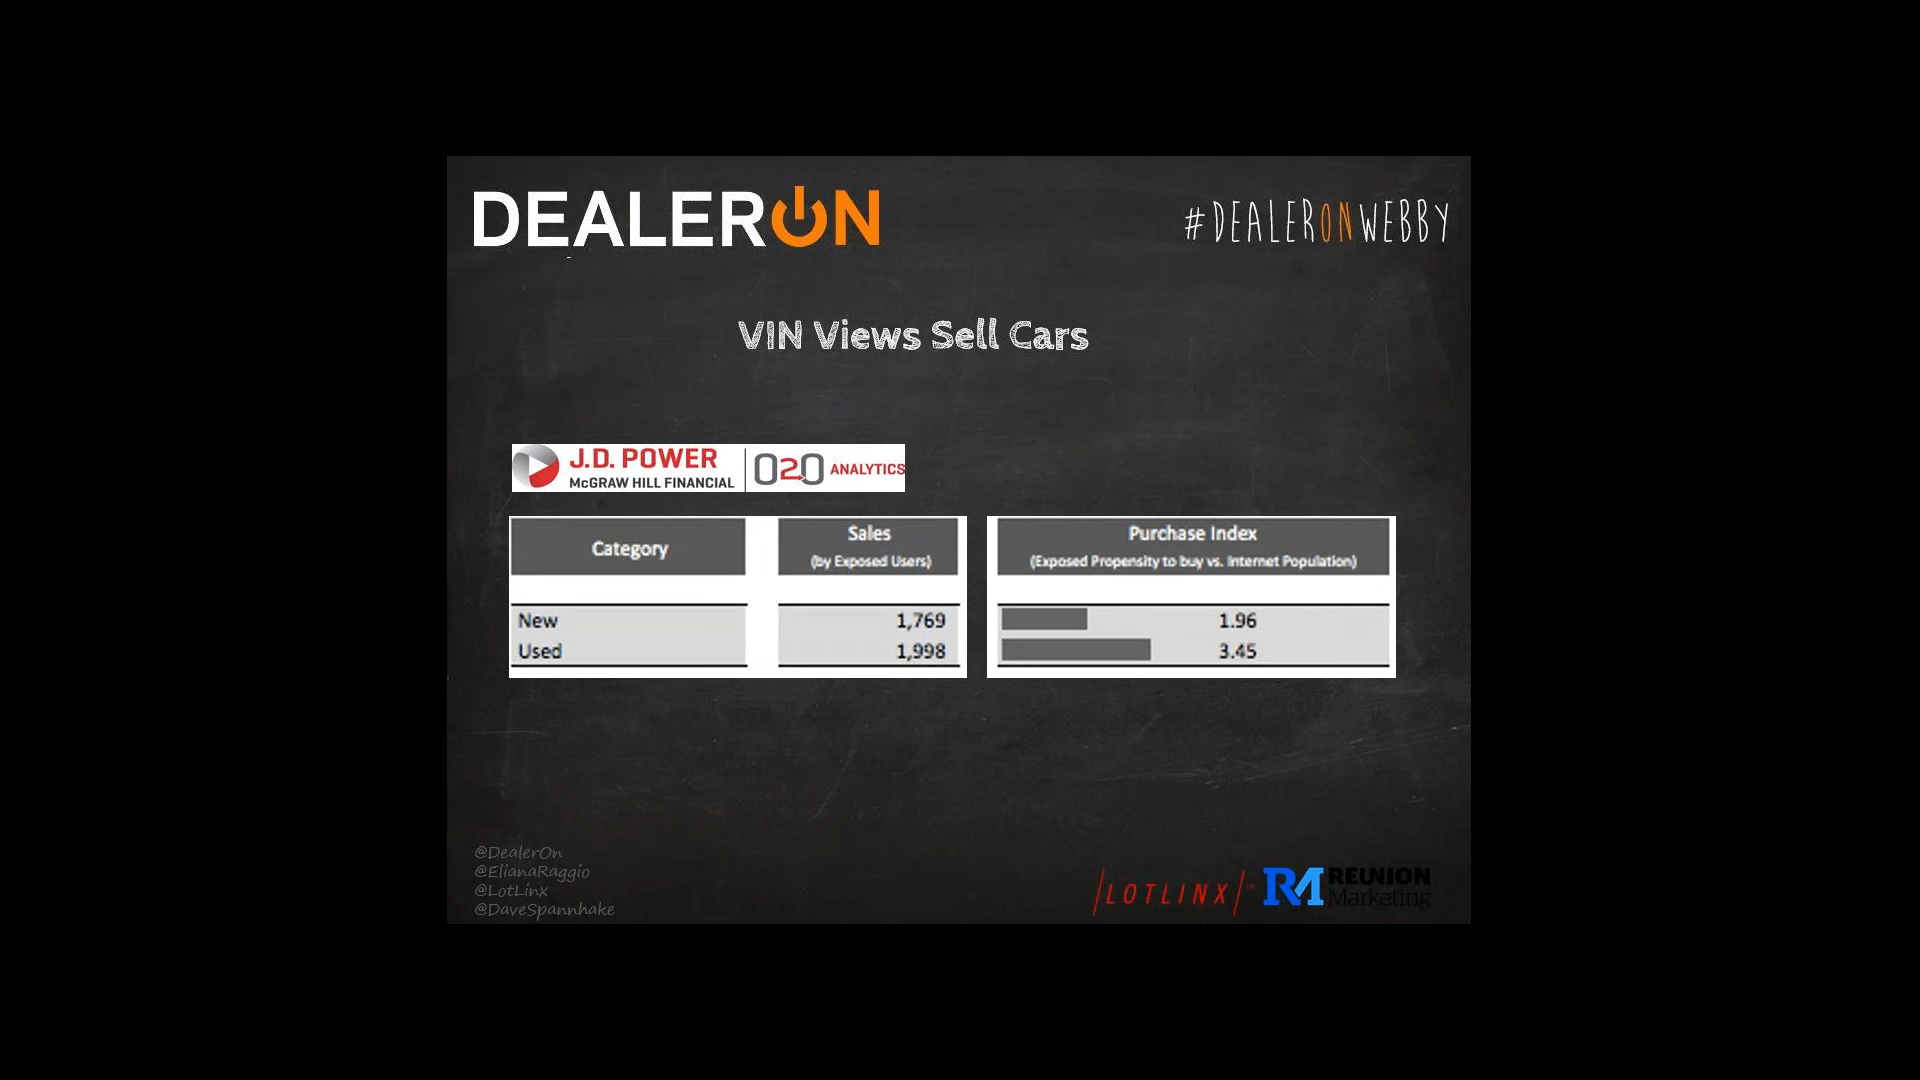 DEALERON
#DEALERONWEBBY
VIN Views Sell Cars
J.D. POWER
McGRAW HILL FINANCIAL
O2O ANALYTICS
Category
Sales
(by Exposed Users)
Purchase Index
(Exposed Propensity to buy vs. Internet Population)
New 1,769 1.96
Used 1,998 3.45
@DealerOn
@ElianaRaggio
@LotLinx
@DaveSpannhake
/LOTLINX/
RM REUNION
Marketing